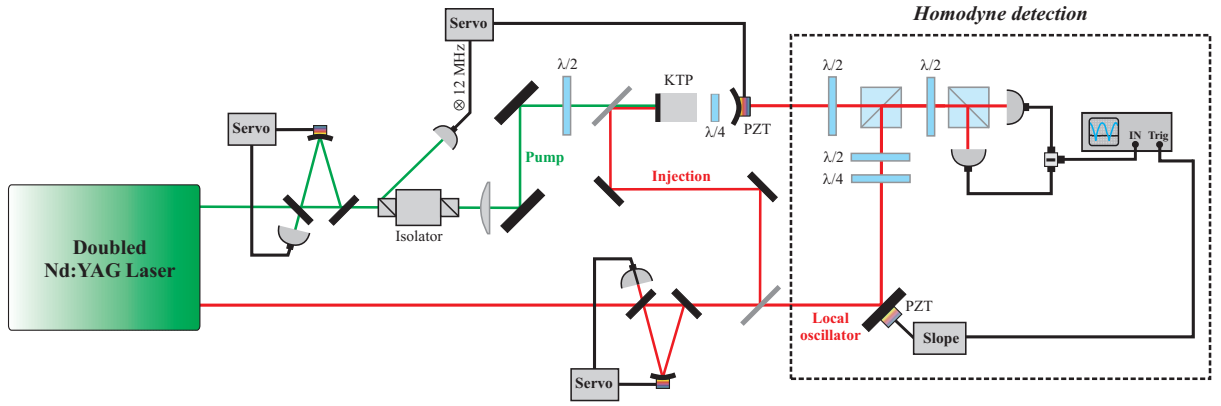 Homodyne detection
Servo
⊗ 12 MHz
λ/2
KTP
λ/4
PZT
λ/2
λ/2
Servo
Pump
IN Trig
λ/2
λ/4
Injection
Isolator
Doubled
Nd:YAG Laser
PZT
Local
oscillator
Slope
Servo